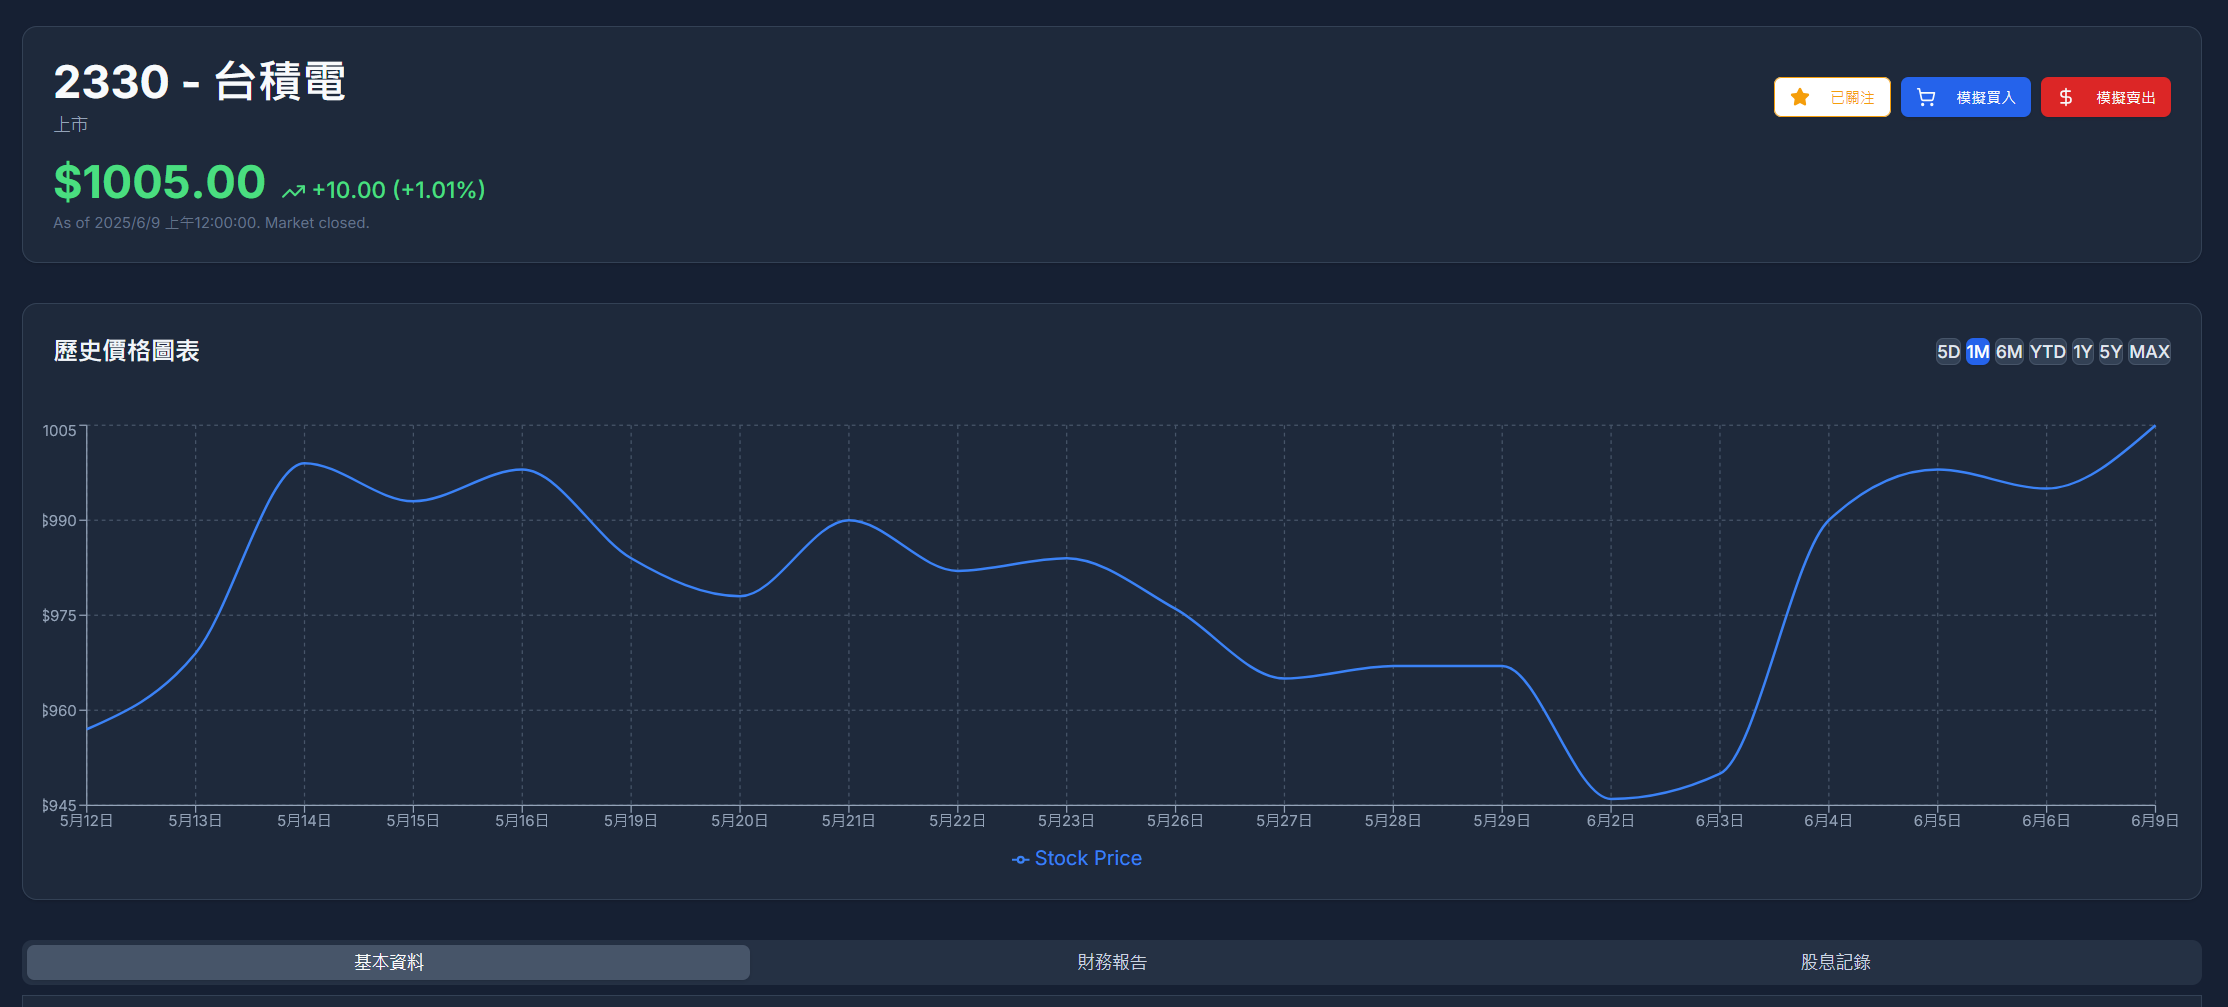 2330 - 台積電
上市
$1005.00 +10.00 (+1.01%)
As of 2025/6/9 上午12:00:00. Market closed.
已關注 模擬買入 模擬賣出
歷史價格圖表
5D 1M 6M YTD 1Y 5Y MAX
1005
$990
$975
$960
$945
5月12日 5月13日 5月14日 5月15日 5月16日 5月19日 5月20日 5月21日 5月22日 5月23日 5月26日 5月27日 5月28日 5月29日 6月2日 6月3日 6月4日 6月5日 6月6日 6月9日
Stock Price
基本資料 財務報告 股息記錄